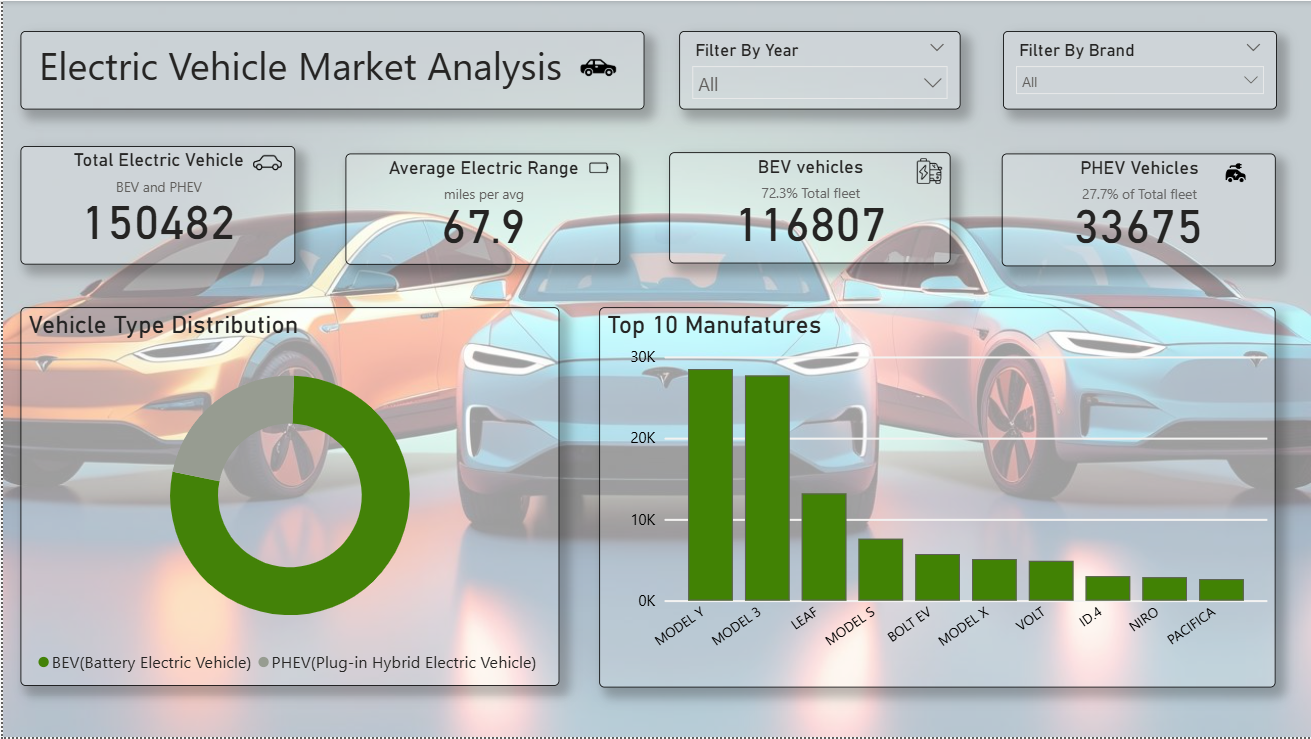 Electric Vehicle Market Analysis
Filter By Year
All
Filter By Brand
All
Total Electric Vehicle
BEV and PHEV
150482
Average Electric Range
miles per avg
67.9
BEV vehicles
72.3% Total fleet
116807
PHEV Vehicles
27.7% of Total fleet
33675
Vehicle Type Distribution
BEV(Battery Electric Vehicle) PHEV(Plug-in Hybrid Electric Vehicle)
Top 10 Manufatures
30K
20K
10K
0K
MODEL Y
MODEL 3
LEAF
MODEL S
BOLT EV
MODEL X
VOLT
ID.4
NIRO
PACIFICA